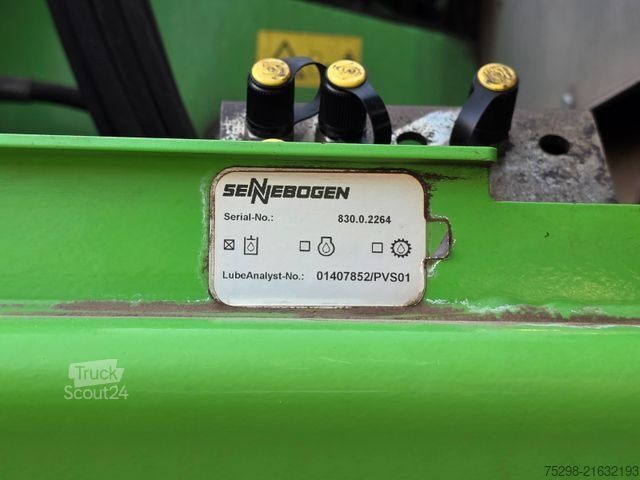 SENNEBOGEN
Serial-No.: 830.0.2264
LubeAnalyst-No.: 01407852/PVS01
Truck
Scout24
75298-21632193